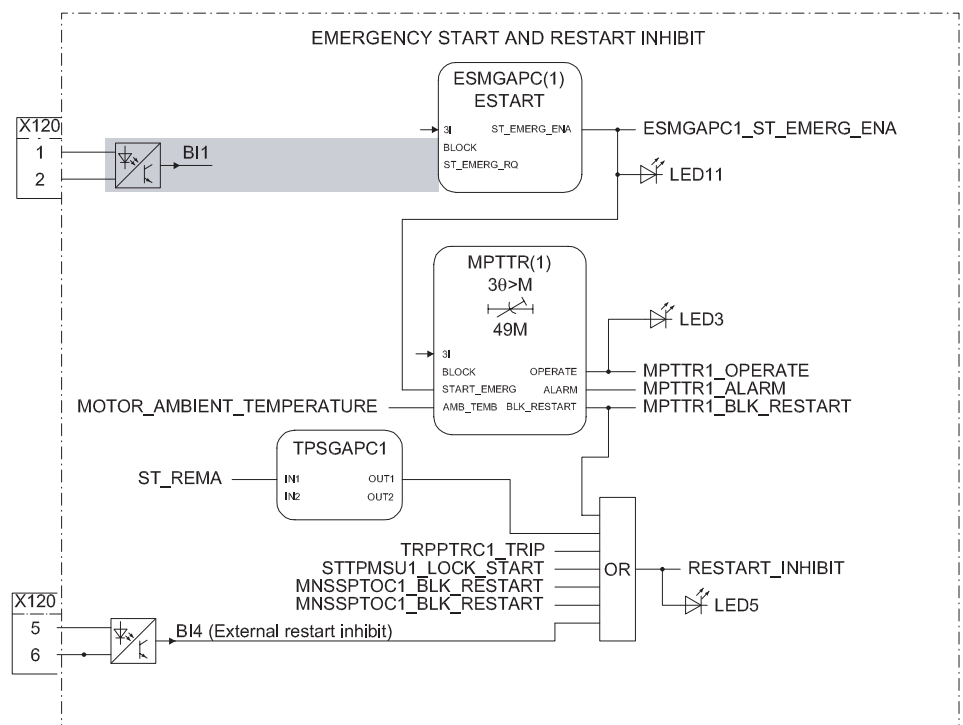 EMERGENCY START AND RESTART INHIBIT
ESMGAPC(1)
ESTART
3I
ST_EMERG_ENA
BLOCK
ST_EMERG_RQ
ESMGAPC1_ST_EMERG_ENA
LED11
X120
1
2
BI1
MPTTR(1)
3θ>M
49M
3I
BLOCK
START_EMERG
AMB_TEMB
OPERATE
ALARM
BLK_RESTART
LED3
MPTTR1_OPERATE
MPTTR1_ALARM
MPTTR1_BLK_RESTART
MOTOR_AMBIENT_TEMPERATURE
TPSGAPC1
IN1
IN2
OUT1
OUT2
ST_REMA
TRPPTRC1_TRIP
STTPMSU1_LOCK_START
MNSSPTOC1_BLK_RESTART
MNSSPTOC1_BLK_RESTART
OR
RESTART_INHIBIT
LED5
X120
5
6
BI4 (External restart inhibit)